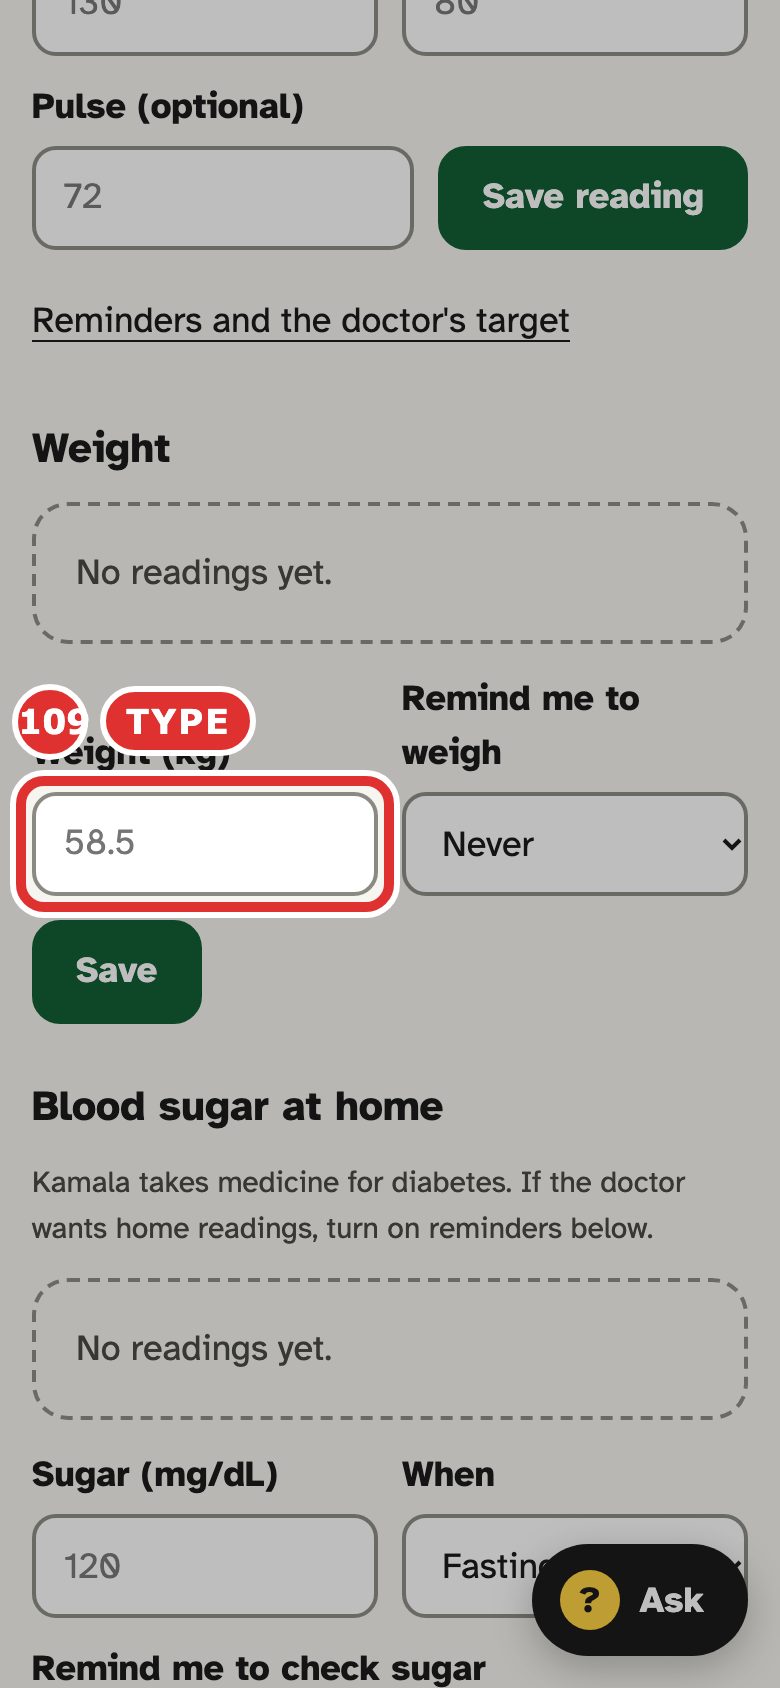 130 80
Pulse (optional)
72 Save reading
Reminders and the doctor's target
Weight
No readings yet.
109 TYPE
Weight (kg) Remind me to weigh
58.5 Never
Save
Blood sugar at home
Kamala takes medicine for diabetes. If the doctor
wants home readings, turn on reminders below.
No readings yet.
Sugar (mg/dL) When
120 Fasting
? Ask
Remind me to check sugar